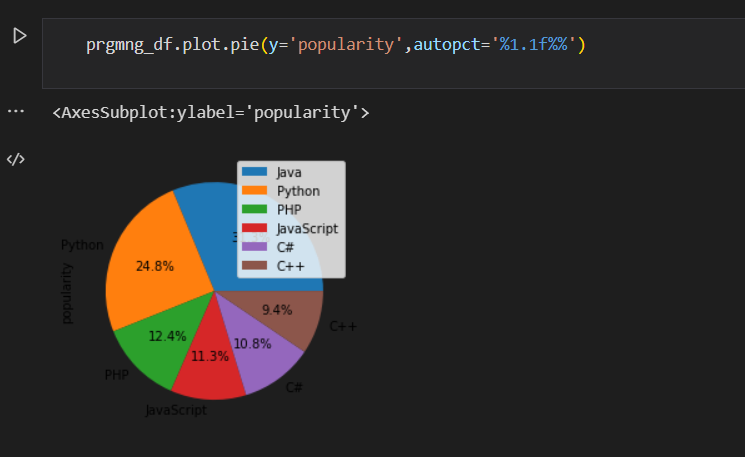 prgmng_df.plot.pie(y='popularity',autopct='%1.1f%%')
<AxesSubplot:ylabel='popularity'>
Java
Python
PHP
JavaScript
C#
C++
Python
24.8%
popularity
9.4%
12.4%
10.8%
C++
11.3%
PHP
C#
JavaScript